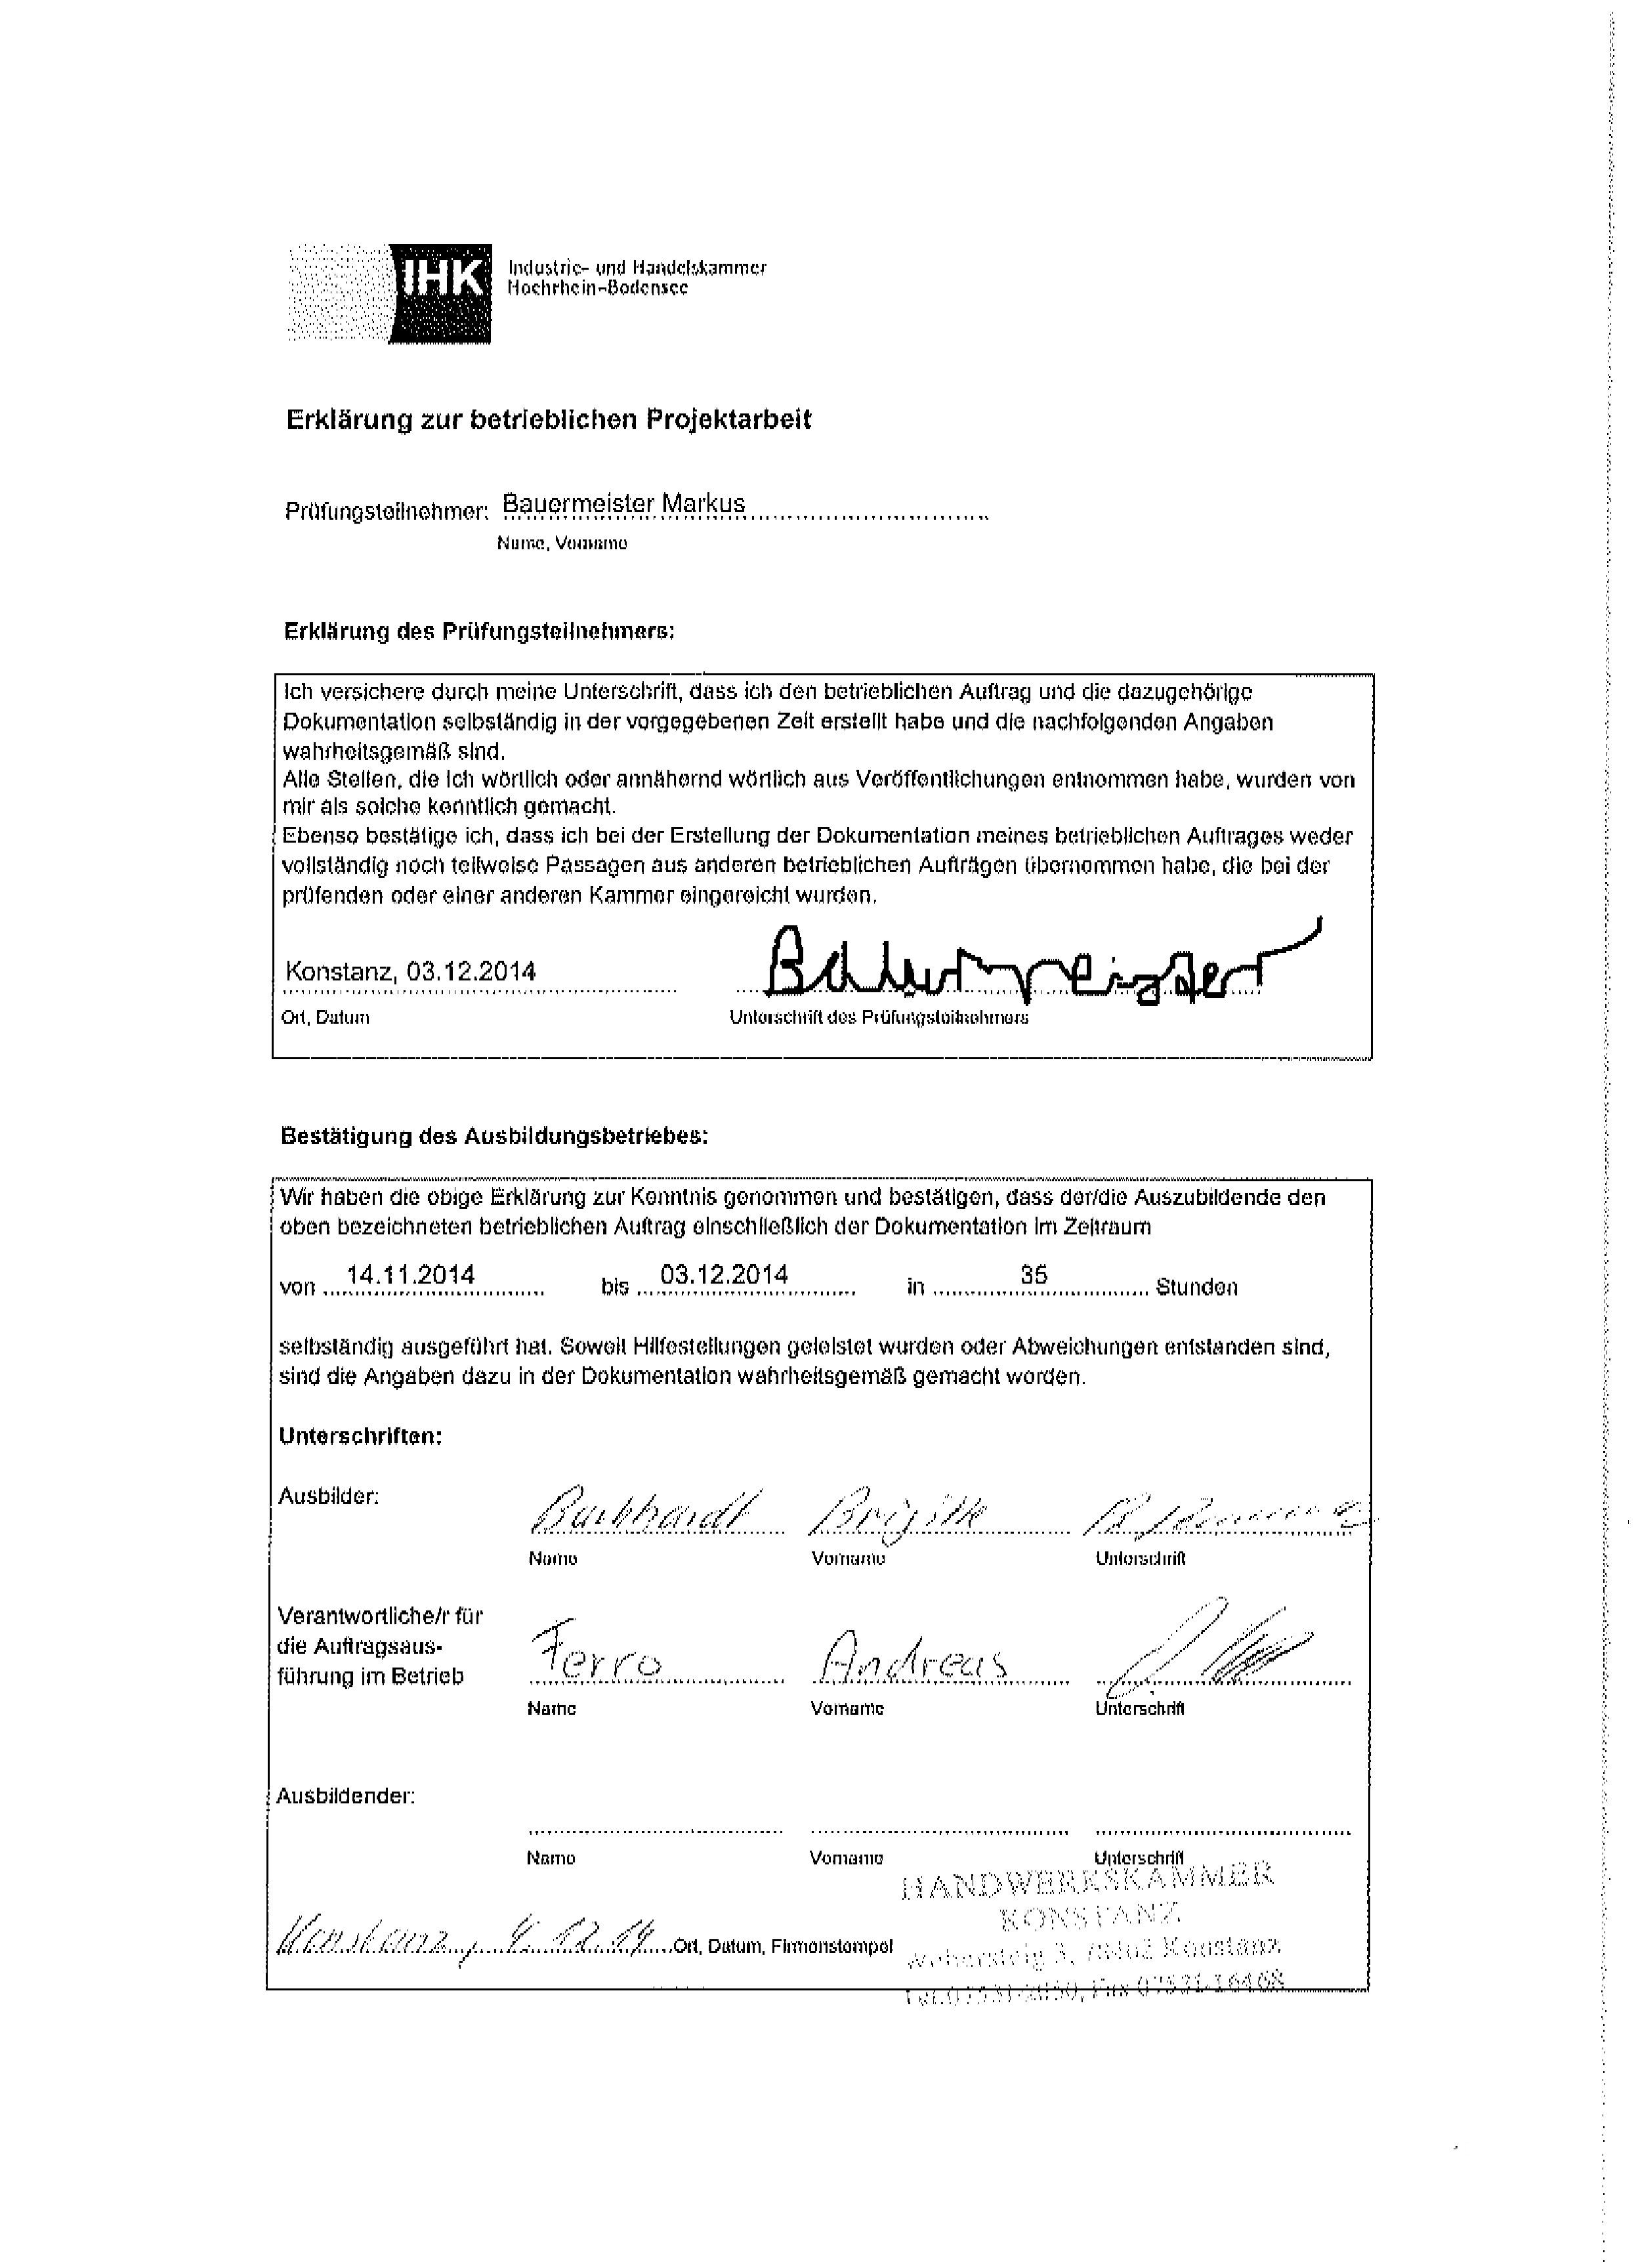 IHK
Industrie- und Handelskammer
Hochrhein-Bodensee
Erklärung zur betrieblichen Projektarbeit
Prüfungsteilnehmer: Bauermeister Markus
Name, Vorname
Erklärung des Prüfungsteilnehmers:
Ich versichere durch meine Unterschrift, dass ich den betrieblichen Auftrag und die dazugehörige
Dokumentation selbständig in der vorgegebenen Zeit erstellt habe und die nachfolgenden Angaben
wahrheitsgemäß sind.
Alle Stellen, die ich wörtlich oder annähernd wörtlich aus Veröffentlichungen entnommen habe, wurden von
mir als solche kenntlich gemacht.
Ebenso bestätige ich, dass ich bei der Erstellung der Dokumentation meines betrieblichen Auftrages weder
vollständig noch teilweise Passagen aus anderen betrieblichen Aufträgen übernommen habe, die bei der
prüfenden oder einer anderen Kammer eingereicht wurden.
Konstanz, 03.12.2014 Bauermeister
Ort, Datum Unterschrift des Prüfungsteilnehmers
Bestätigung des Ausbildungsbetriebes:
Wir haben die obige Erklärung zur Kenntnis genommen und bestätigen, dass der/die Auszubildende den
oben bezeichneten betrieblichen Auftrag einschließlich der Dokumentation im Zeitraum
von 14.11.2014 bis 03.12.2014 in 35 Stunden
selbständig ausgeführt hat. Soweit Hilfestellungen geleistet wurden oder Abweichungen entstanden sind,
sind die Angaben dazu in der Dokumentation wahrheitsgemäß gemacht worden.
Unterschriften:
Ausbilder: Brigitte
Name Vorname Unterschrift
Verantwortliche/r für
die Auftragsaus-
führung im Betrieb Ferro Andreas
Name Vorname Unterschrift
Ausbildender:
Name Vorname Unterschrift
HANDWERKSKAMMER
KONSTANZ
Konstanz, 4.12.14 Ort, Datum, Firmenstempel
Webersteig 3, 78462 Konstanz
Tel. 07531-2050, Fax 07531-16468